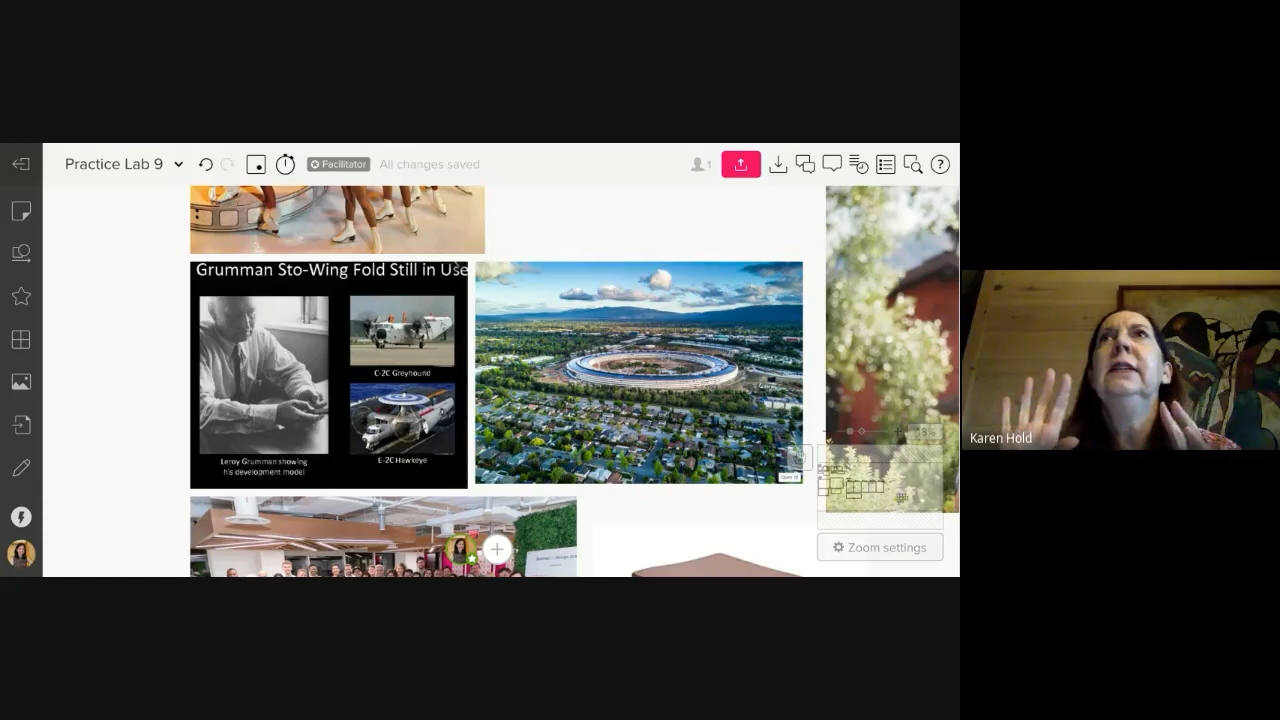 Practice Lab 9
Facilitator
All changes saved
1
?
Grumman Sto-Wing Fold Still in Use
C-2C Greyhound
Leroy Grumman showing
his development model
E-2C Hawkeye
Zoom settings
Karen Hold